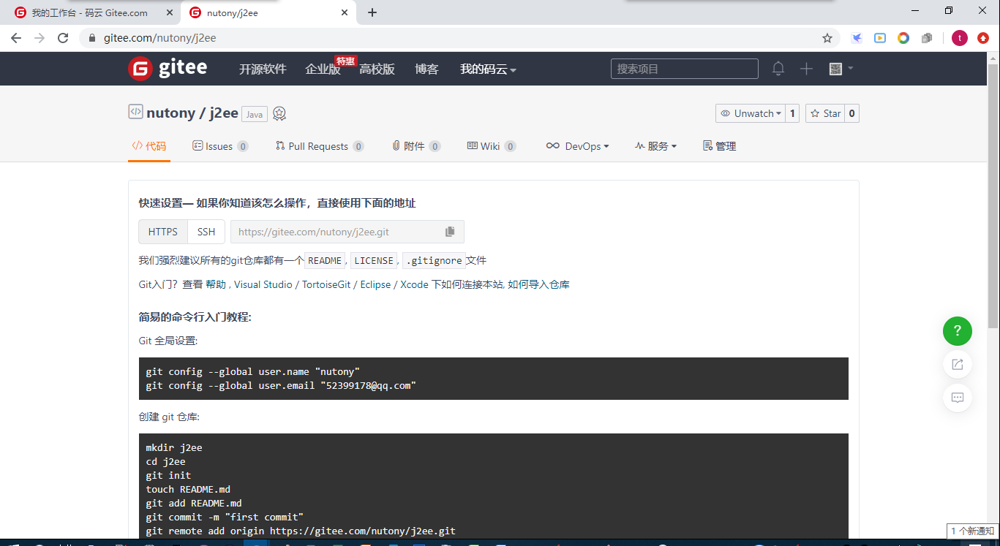 我的工作台 - 码云 Gitee.com
nutony/j2ee
gitee.com/nutony/j2ee
t
gitee 开源软件 企业版 特惠 高校版 博客 我的码云 搜索项目
nutony / j2ee Java Unwatch 1 Star 0
代码 Issues 0 Pull Requests 0 附件 0 Wiki 0 DevOps 服务 管理
快速设置— 如果你知道该怎么操作，直接使用下面的地址
HTTPS SSH https://gitee.com/nutony/j2ee.git
我们强烈建议所有的git仓库都有一个 README, LICENSE, .gitignore文件
Git入门？查看 帮助 , Visual Studio / TortoiseGit / Eclipse / Xcode 下如何连接本站, 如何导入仓库
简易的命令行入门教程:
Git 全局设置:
git config --global user.name "nutony"
git config --global user.email "52399178@qq.com"
创建 git 仓库:
mkdir j2ee
cd j2ee
git init
touch README.md
git add README.md
git commit -m "first commit"
git remote add origin https://gitee.com/nutony/j2ee.git
?
1 个新通知